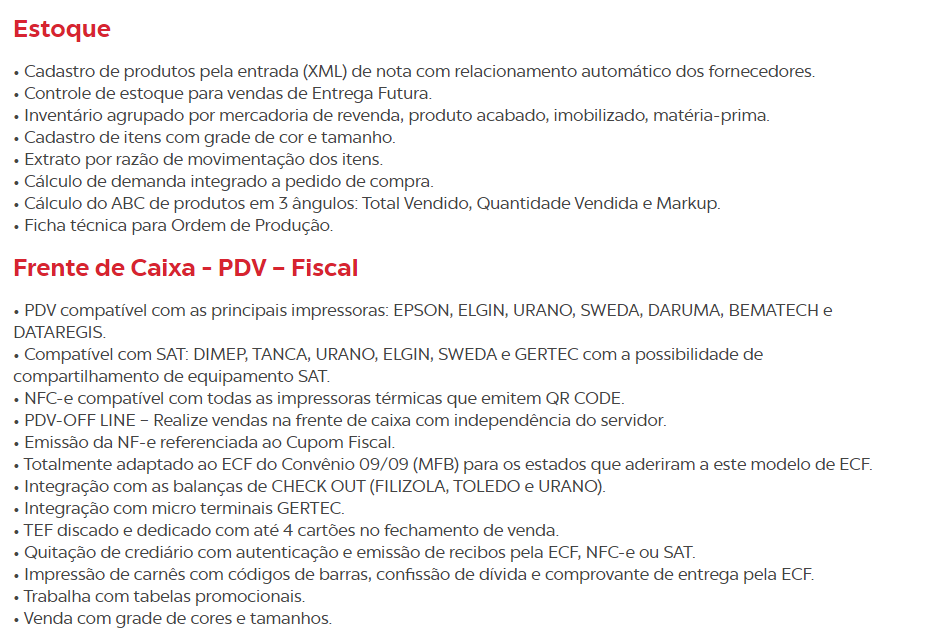 Estoque
• Cadastro de produtos pela entrada (XML) de nota com relacionamento automático dos fornecedores.
• Controle de estoque para vendas de Entrega Futura.
• Inventário agrupado por mercadoria de revenda, produto acabado, imobilizado, matéria-prima.
• Cadastro de itens com grade de cor e tamanho.
• Extrato por razão de movimentação dos itens.
• Cálculo de demanda integrado a pedido de compra.
• Cálculo do ABC de produtos em 3 ângulos: Total Vendido, Quantidade Vendida e Markup.
• Ficha técnica para Ordem de Produção.
Frente de Caixa - PDV – Fiscal
• PDV compatível com as principais impressoras: EPSON, ELGIN, URANO, SWEDA, DARUMA, BEMATECH e
DATAREGIS.
• Compatível com SAT: DIMEP, TANCA, URANO, ELGIN, SWEDA e GERTEC com a possibilidade de
compartilhamento de equipamento SAT.
• NFC-e compatível com todas as impressoras térmicas que emitem QR CODE.
• PDV-OFF LINE – Realize vendas na frente de caixa com independência do servidor.
• Emissão da NF-e referenciada ao Cupom Fiscal.
• Totalmente adaptado ao ECF do Convênio 09/09 (MFB) para os estados que aderiram a este modelo de ECF.
• Integração com as balanças de CHECK OUT (FILIZOLA, TOLEDO e URANO).
• Integração com micro terminais GERTEC.
• TEF discado e dedicado com até 4 cartões no fechamento de venda.
• Quitação de crediário com autenticação e emissão de recibos pela ECF, NFC-e ou SAT.
• Impressão de carnês com códigos de barras, confissão de dívida e comprovante de entrega pela ECF.
• Trabalha com tabelas promocionais.
• Venda com grade de cores e tamanhos.